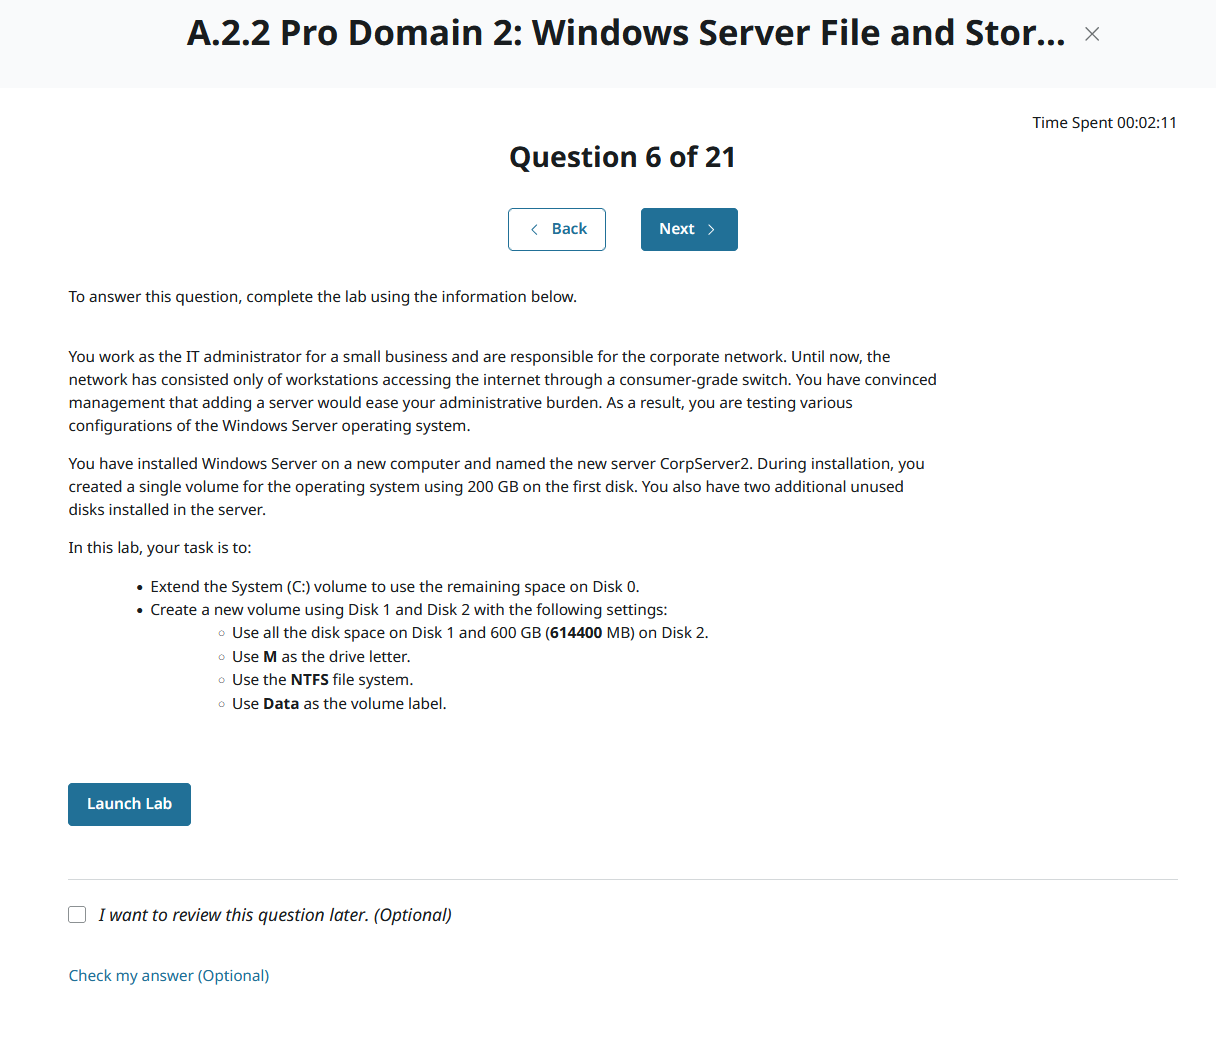 A.2.2 Pro Domain 2: Windows Server File and Stor...
Time Spent 00:02:11
Question 6 of 21
Back
Next
To answer this question, complete the lab using the information below.
You work as the IT administrator for a small business and are responsible for the corporate network. Until now, the
network has consisted only of workstations accessing the internet through a consumer-grade switch. You have convinced
management that adding a server would ease your administrative burden. As a result, you are testing various
configurations of the Windows Server operating system.
You have installed Windows Server on a new computer and named the new server CorpServer2. During installation, you
created a single volume for the operating system using 200 GB on the first disk. You also have two additional unused
disks installed in the server.
In this lab, your task is to:
• Extend the System (C:) volume to use the remaining space on Disk 0.
• Create a new volume using Disk 1 and Disk 2 with the following settings:
○ Use all the disk space on Disk 1 and 600 GB (614400 MB) on Disk 2.
○ Use M as the drive letter.
○ Use the NTFS file system.
○ Use Data as the volume label.
Launch Lab
I want to review this question later. (Optional)
Check my answer (Optional)